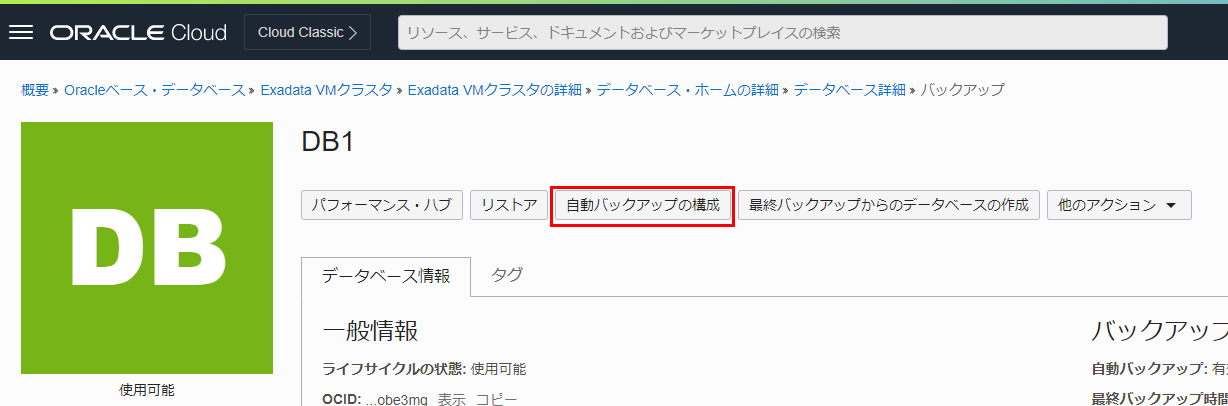 ORACLE Cloud Cloud Classic リソース、サービス、ドキュメントおよびマーケットプレイスの検索
概要 » Oracleベース・データベース » Exadata VMクラスタ » Exadata VMクラスタの詳細 » データベース・ホームの詳細 » データベース詳細 » バックアップ
DB
使用可能
DB1
パフォーマンス・ハブ リストア 自動バックアップの構成 最終バックアップからのデータベースの作成 他のアクション
データベース情報 タグ
一般情報
ライフサイクルの状態: 使用可能
OCID: ...obe3mq 表示 コピー
バックアップ
自動バックアップ: 有
最終バックアップ時間